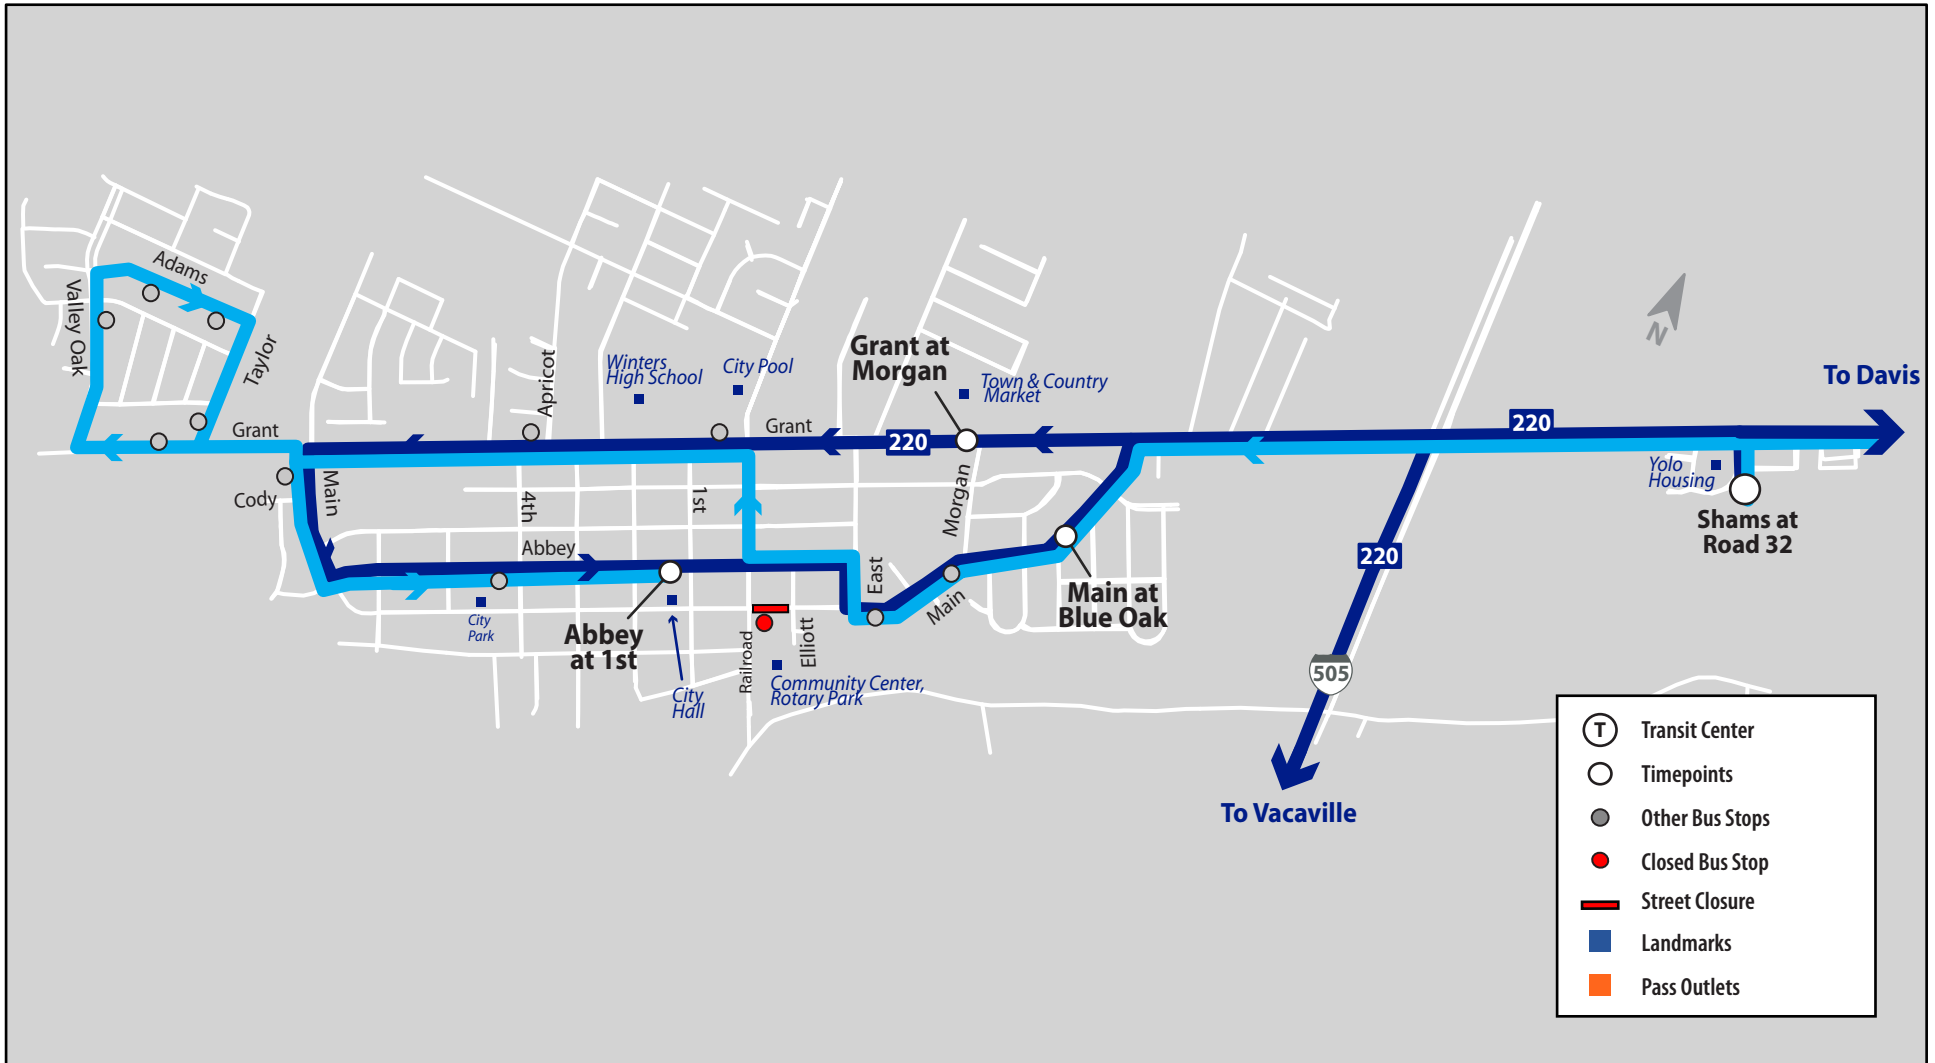 Adams
Valley Oak
Taylor
Grant
Cody
Main
Apricot
4th
Abbey
Winters
High School
City Pool
1st
Grant
Grant at
Morgan
220
Town & Country
Market
Morgan
220
To Davis
Yolo
Housing
Shams at
Road 32
220
City
Park
Abbey
at 1st
City
Hall
Railroad
Elliott
Community Center,
Rotary Park
East
Main
Main at
Blue Oak
505
To Vacaville
N
T
Transit Center
Timepoints
Other Bus Stops
Closed Bus Stop
Street Closure
Landmarks
Pass Outlets